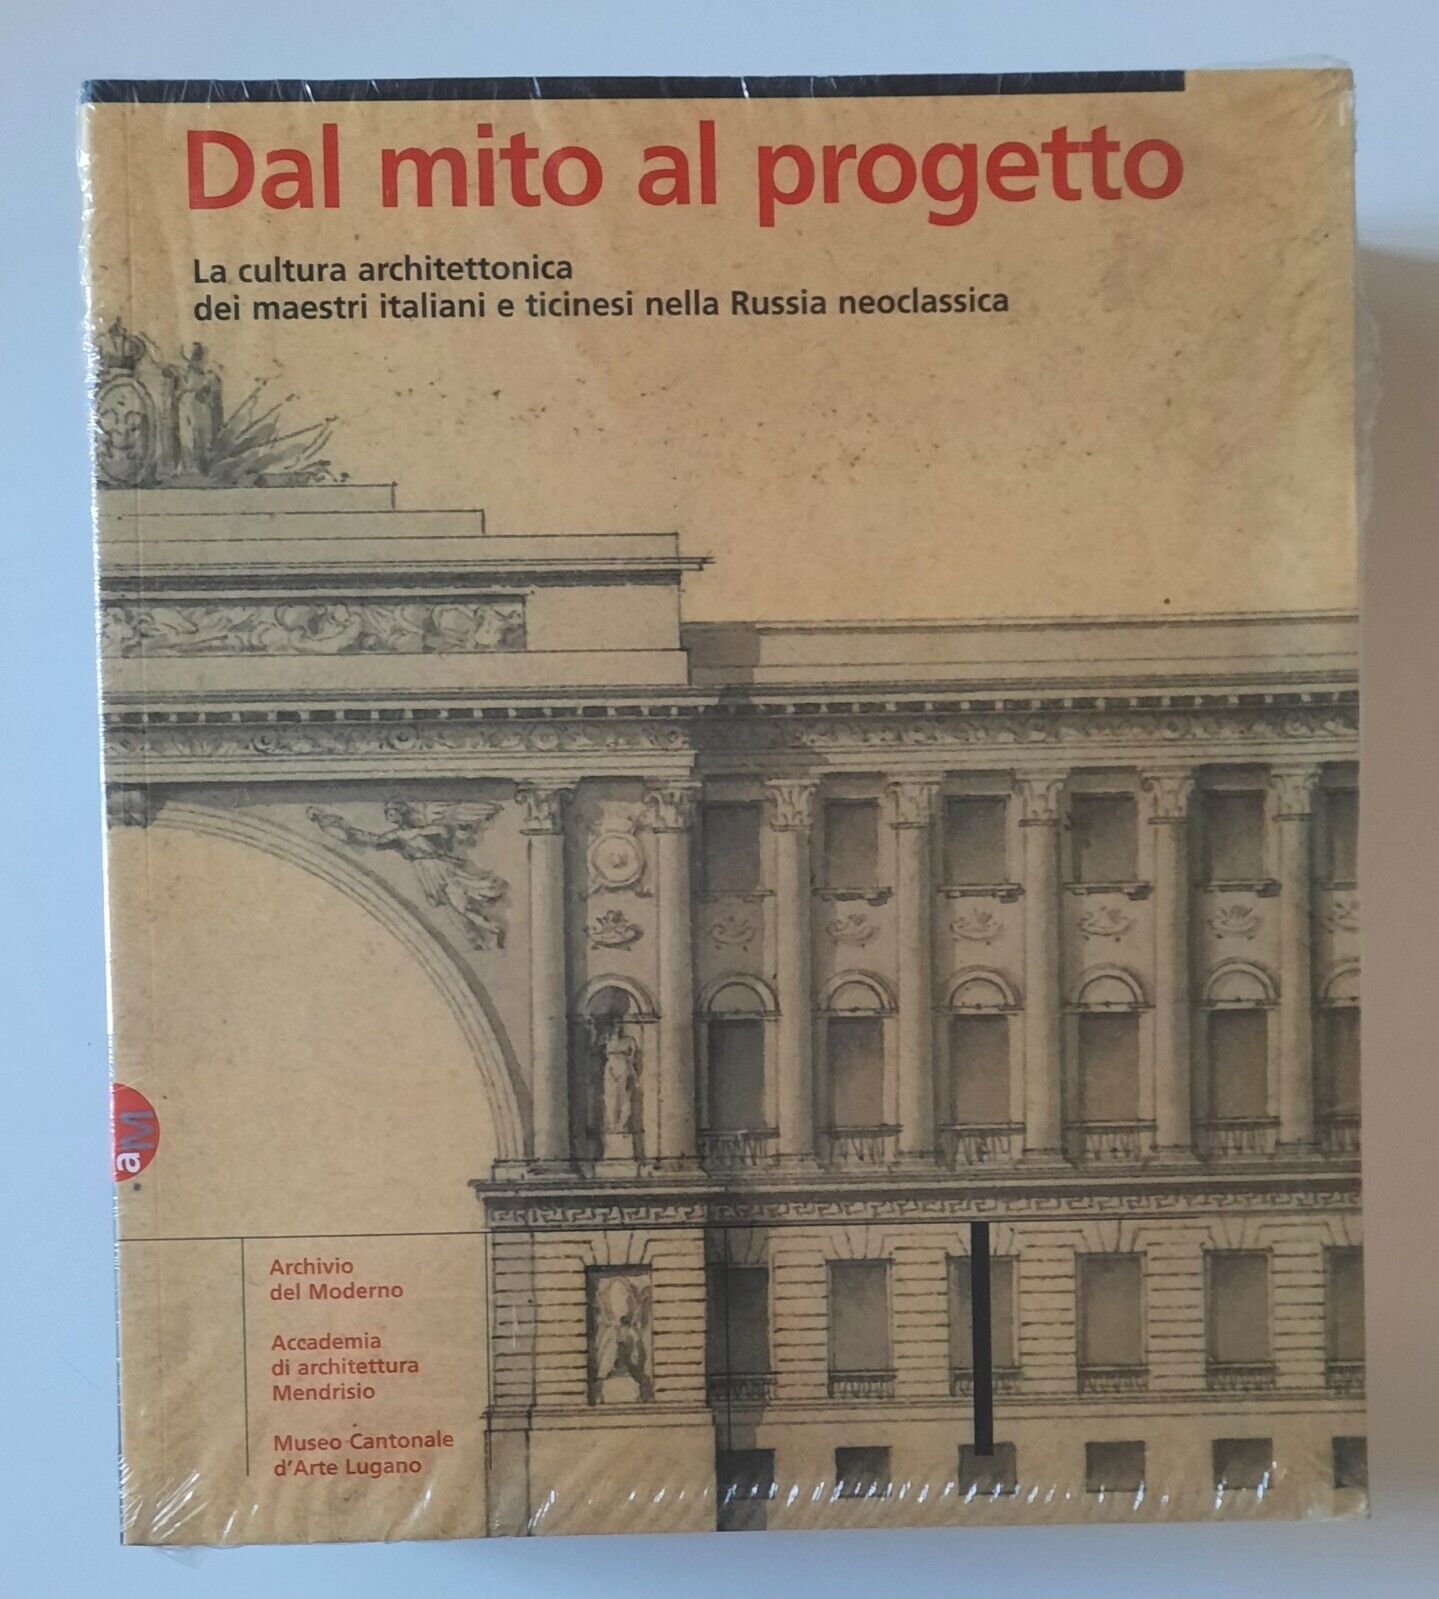 Dal mito al progetto
La cultura architettonica
dei maestri italiani e ticinesi nella Russia neoclassica
aM
Archivio
del Moderno
Accademia
di architettura
Mendrisio
Museo Cantonale
d'Arte Lugano